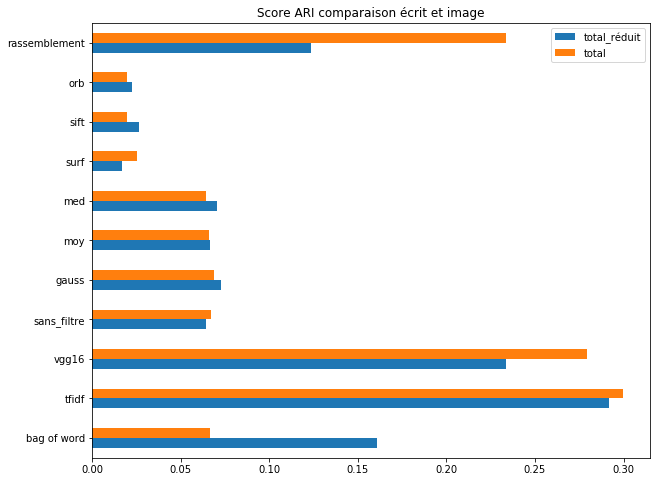 Score ARI comparaison écrit et image
total_réduit
total
rassemblement
orb
sift
surf
med
moy
gauss
sans_filtre
vgg16
tfidf
bag of word
0.00 0.05 0.10 0.15 0.20 0.25 0.30